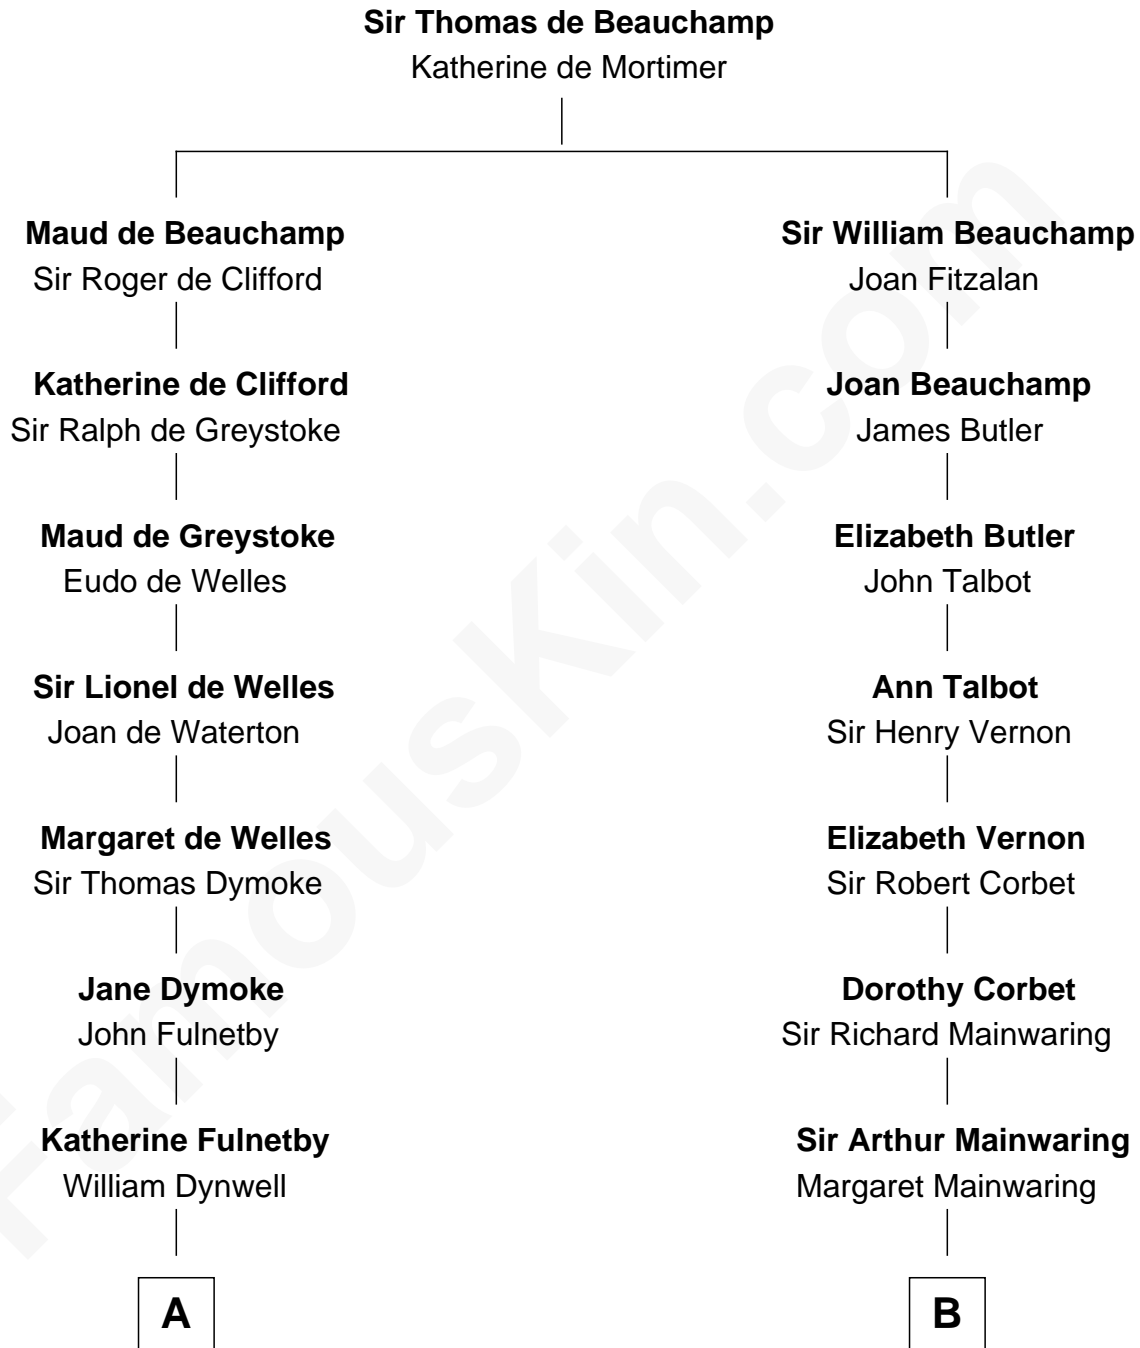 Sir Thomas de Beauchamp
Katherine de Mortimer
Maud de Beauchamp
Sir Roger de Clifford
Katherine de Clifford
Sir Ralph de Greystoke
Maud de Greystoke
Eudo de Welles
Sir Lionel de Welles
Joan de Waterton
Margaret de Welles
Sir Thomas Dymoke
Jane Dymoke
John Fulnetby
Katherine Fulnetby
William Dynwell
A
Sir William Beauchamp
Joan Fitzalan
Joan Beauchamp
James Butler
Elizabeth Butler
John Talbot
Ann Talbot
Sir Henry Vernon
Elizabeth Vernon
Sir Robert Corbet
Dorothy Corbet
Sir Richard Mainwaring
Sir Arthur Mainwaring
Margaret Mainwaring
B
FamousKin.com